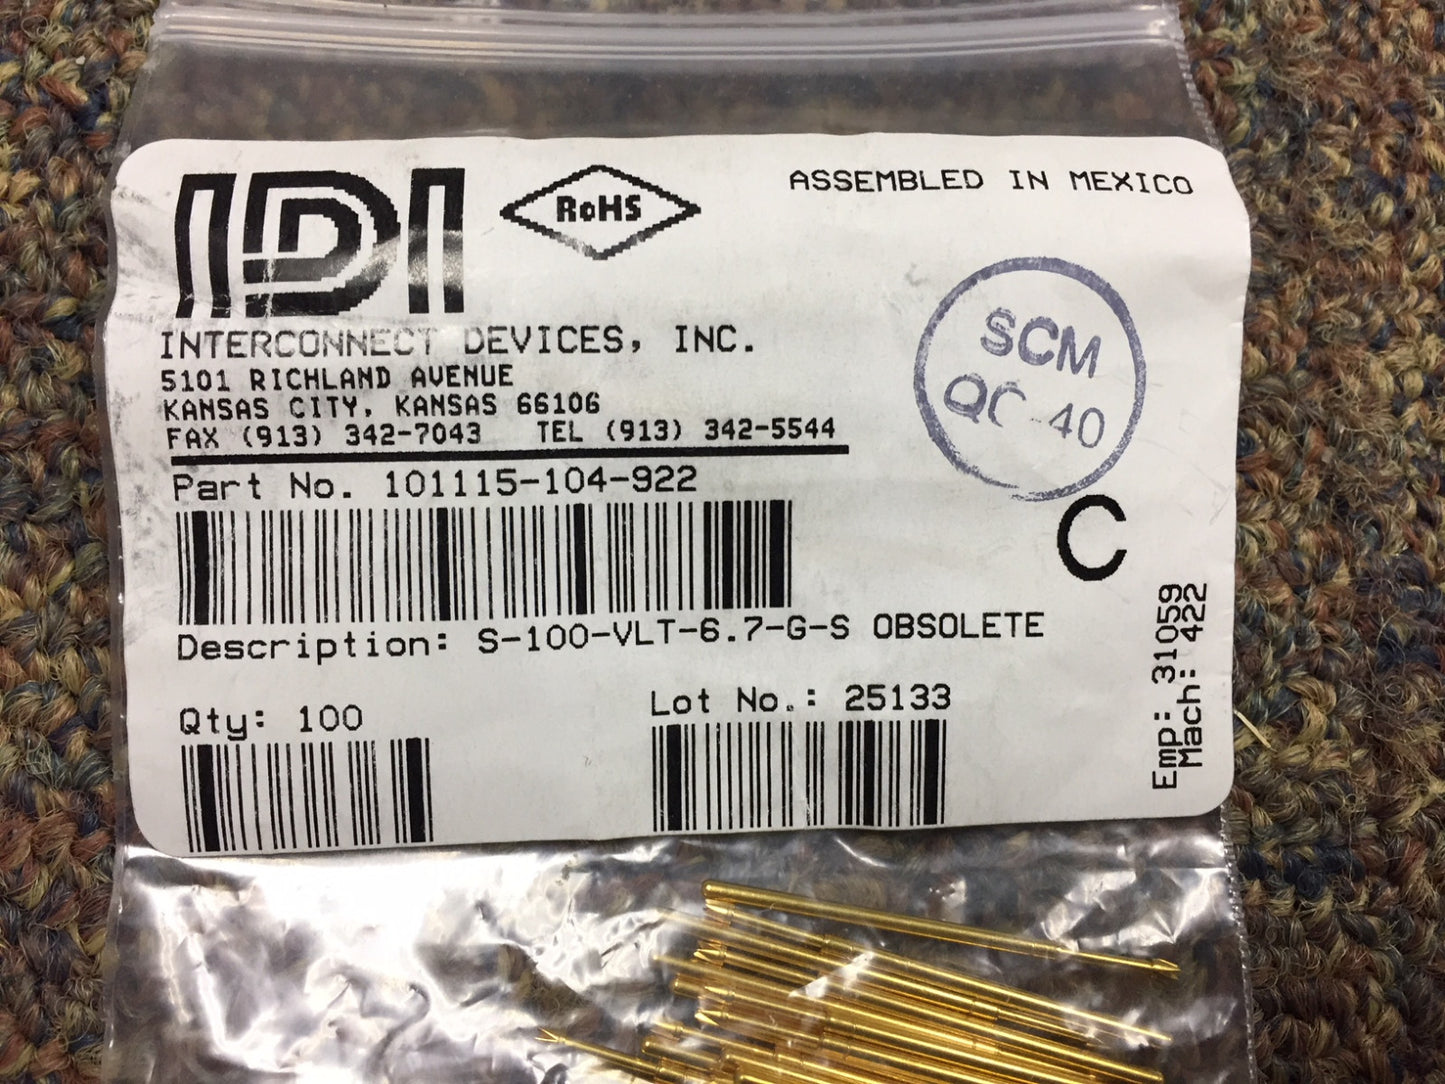 IDI
RoHS
ASSEMBLED IN MEXICO
INTERCONNECT DEVICES, INC.
5101 RICHLAND AVENUE
KANSAS CITY, KANSAS 66106
FAX (913) 342-7043 TEL (913) 342-5544
SCM
QC 40
Part No. 101115-104-922
C
Description: S-100-VLT-6.7-G-S OBSOLETE
Qty: 100
Lot No.: 25133
Emp: 31059
Mach: 422